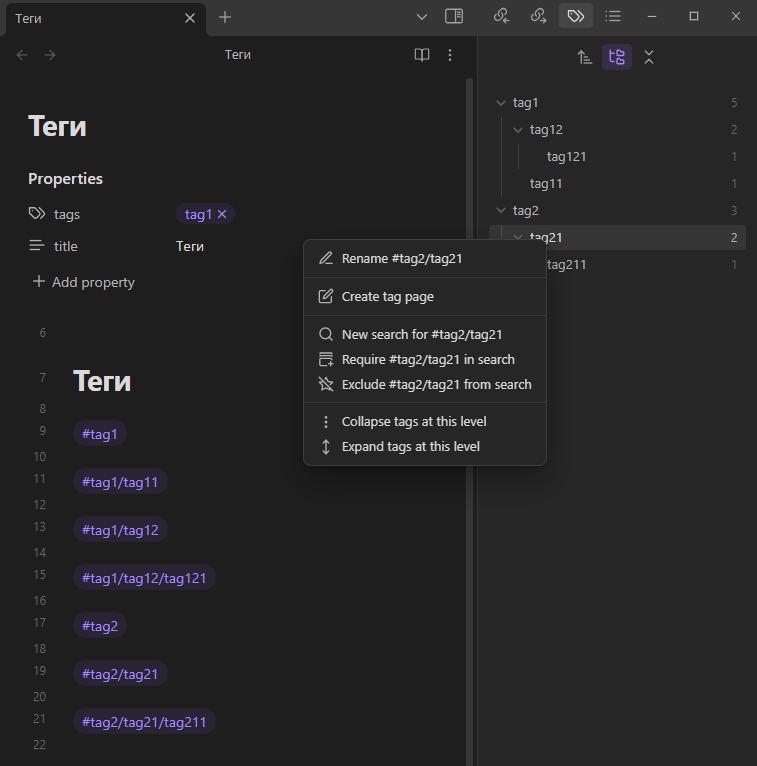 Теги
Теги
Теги
Properties
tags tag1
title Теги
Add property
6
7 Теги
8
9 #tag1
10
11 #tag1/tag11
12
13 #tag1/tag12
14
15 #tag1/tag12/tag121
16
17 #tag2
18
19 #tag2/tag21
20
21 #tag2/tag21/tag211
22
tag1 5
tag12 2
tag121 1
tag11 1
tag2 3
tag21 2
tag211 1
Rename #tag2/tag21
Create tag page
New search for #tag2/tag21
Require #tag2/tag21 in search
Exclude #tag2/tag21 from search
Collapse tags at this level
Expand tags at this level